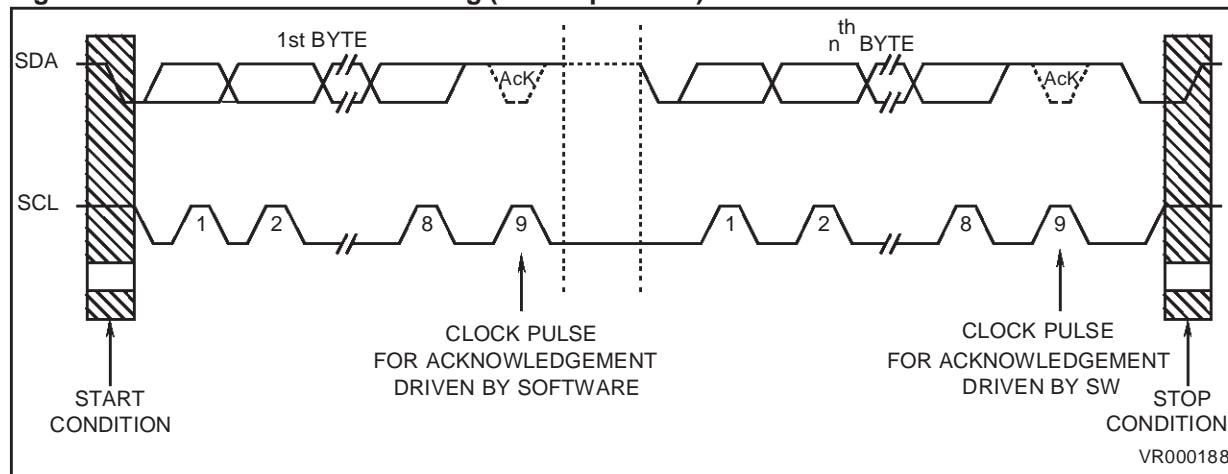 1st BYTE
nth BYTE
SDA
AcK
AcK
SCL
1
2
8
9
1
2
8
9
CLOCK PULSE
FOR ACKNOWLEDGEMENT
DRIVEN BY SOFTWARE
CLOCK PULSE
FOR ACKNOWLEDGEMENT
DRIVEN BY SW
START
CONDITION
STOP
CONDITION
VR000188